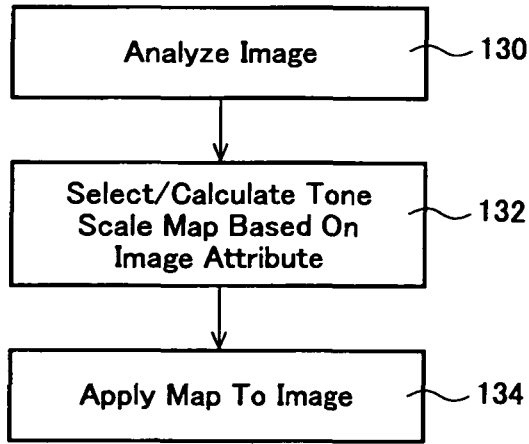 Analyze Image
130
Select/Calculate Tone
Scale Map Based On
Image Attribute
132
Apply Map To Image
134